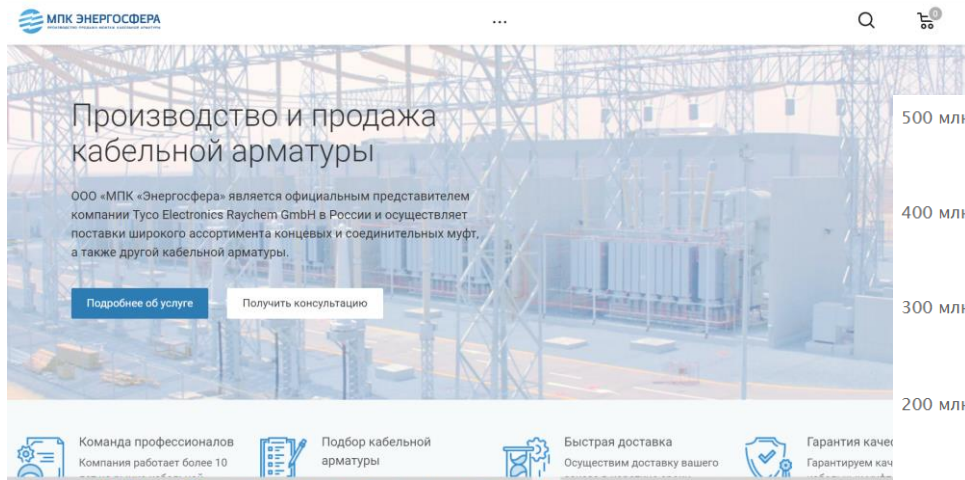 МПК ЭНЕРГОСФЕРА
...
0
Производство и продажа
кабельной арматуры
ООО «МПК «Энергосфера» является официальным представителем
компании Tyco Electronics Raychem GmbH в России и осуществляет
поставки широкого ассортимента концевых и соединительных муфт,
а также другой кабельной арматуры.
Подробнее об услуге
Получить консультацию
500 млн
400 млн
300 млн
200 млн
Команда профессионалов
Компания работает более 10
Подбор кабельной
арматуры
Быстрая доставка
Осуществим доставку вашего
Гарантия качес
Гарантируем кач